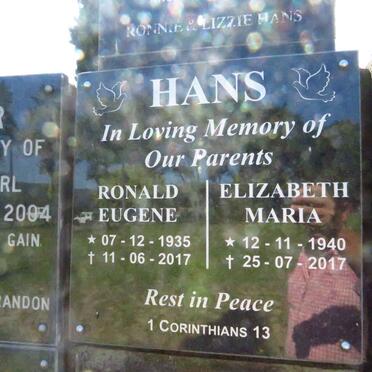 RONNIE & LIZZIE HANS
Y OF
RL
2004
GAIN
RANDON
HANS
In Loving Memory of
Our Parents
RONALD
EUGENE
★ 07 - 12 - 1935
† 11 - 06 - 2017
ELIZABETH
MARIA
★ 12 - 11 - 1940
† 25 - 07 - 2017
Rest in Peace
1 CORINTHIANS 13